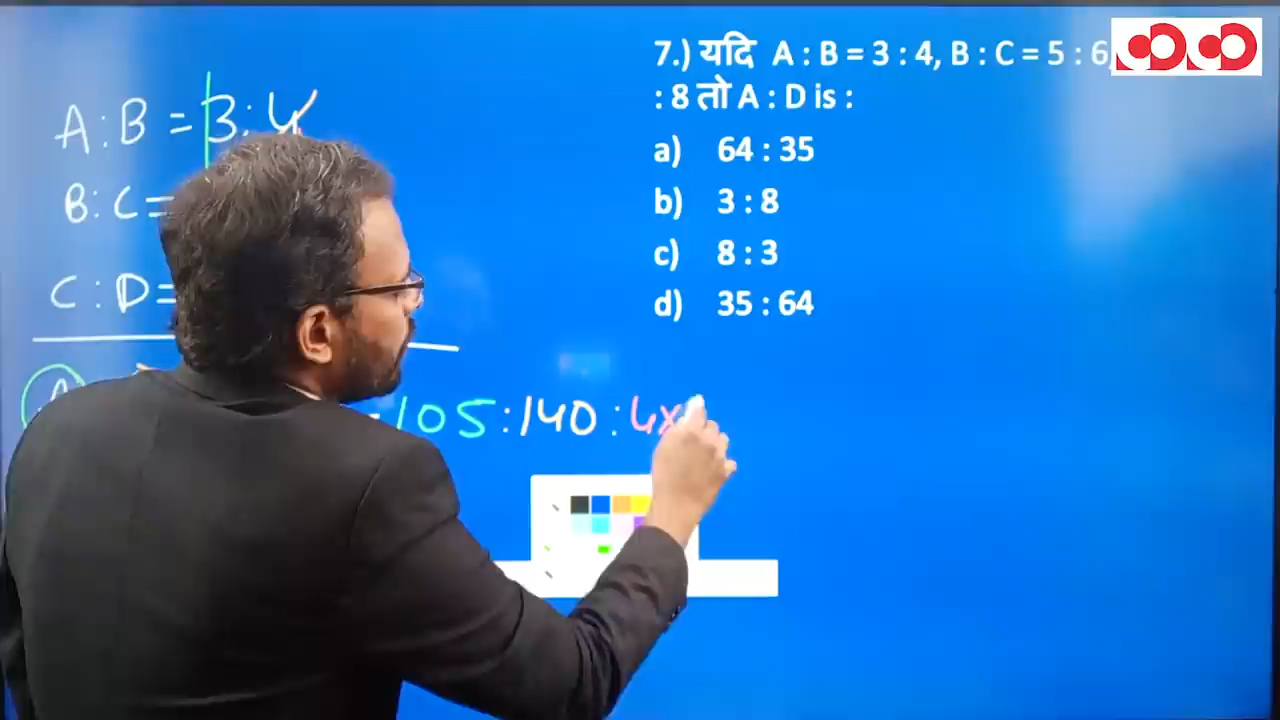 7.) यदि A : B = 3 : 4, B : C = 5 : 6,
: 8 तो A : D is :
a) 64 : 35
b) 3 : 8
c) 8 : 3
d) 35 : 64
A : B = 3 : 4
B : C =
C : D =
105 : 140 : 4x